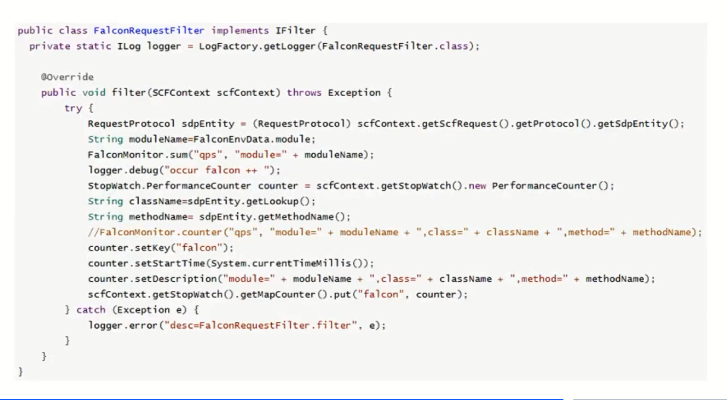 public class FalconRequestFilter implements IFilter {
  private static ILog logger = LogFactory.getLogger(FalconRequestFilter.class);
    @Override
    public void filter(SCFContext scfContext) throws Exception {
        try {
            RequestProtocol sdpEntity = (RequestProtocol) scfContext.getScfRequest().getProtocol().getSdpEntity();
            String moduleName=FalconEnvData.module;
            FalconMonitor.sum("qps", "module=" + moduleName);
            logger.debug("occur falcon ++ ");
            StopWatch.PerformanceCounter counter = scfContext.getStopWatch().new PerformanceCounter();
            String className=sdpEntity.getLookup();
            String methodName= sdpEntity.getMethodName();
            //FalconMonitor.counter("qps", "module=" + moduleName + ",class=" + className + ",method=" + methodName);
            counter.setKey("falcon");
            counter.setStartTime(System.currentTimeMillis());
            counter.setDescription("module=" + moduleName + ",class=" + className + ",method=" + methodName);
            scfContext.getStopWatch().getMapCounter().put("falcon", counter);
        } catch (Exception e) {
            logger.error("desc=FalconRequestFilter.filter", e);
        }
    }
}